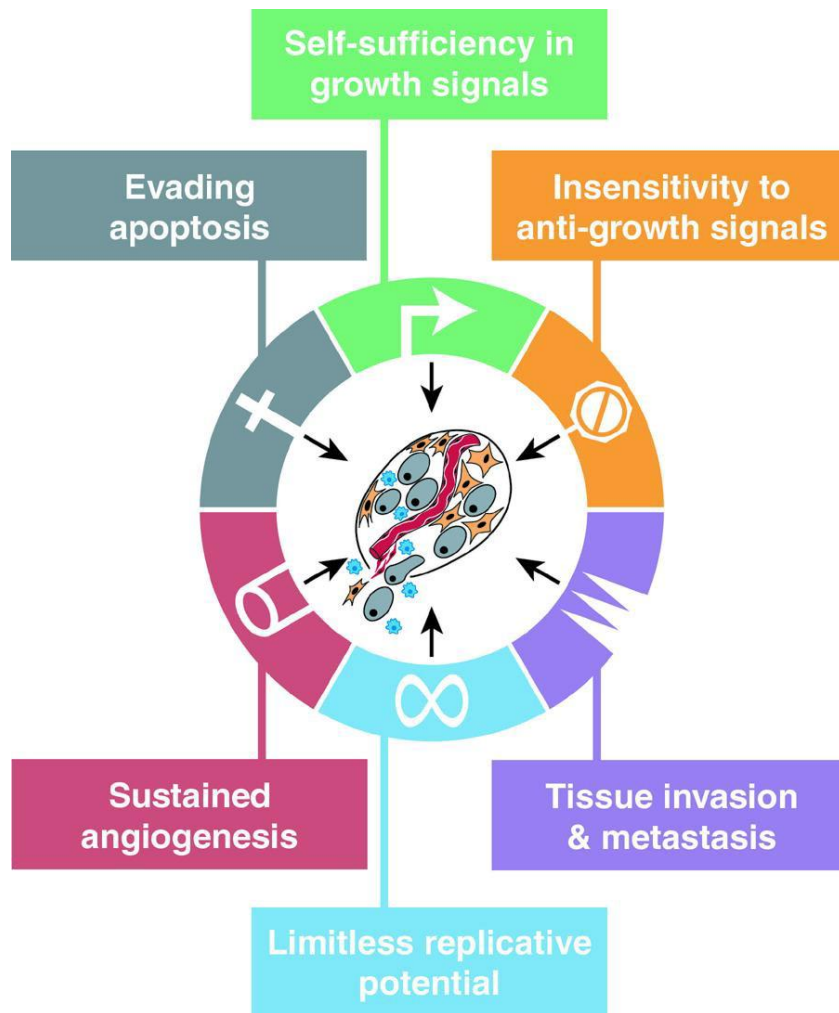 Self-sufficiency in
growth signals
Evading
apoptosis
Insensitivity to
anti-growth signals
Sustained
angiogenesis
Tissue invasion
& metastasis
Limitless replicative
potential